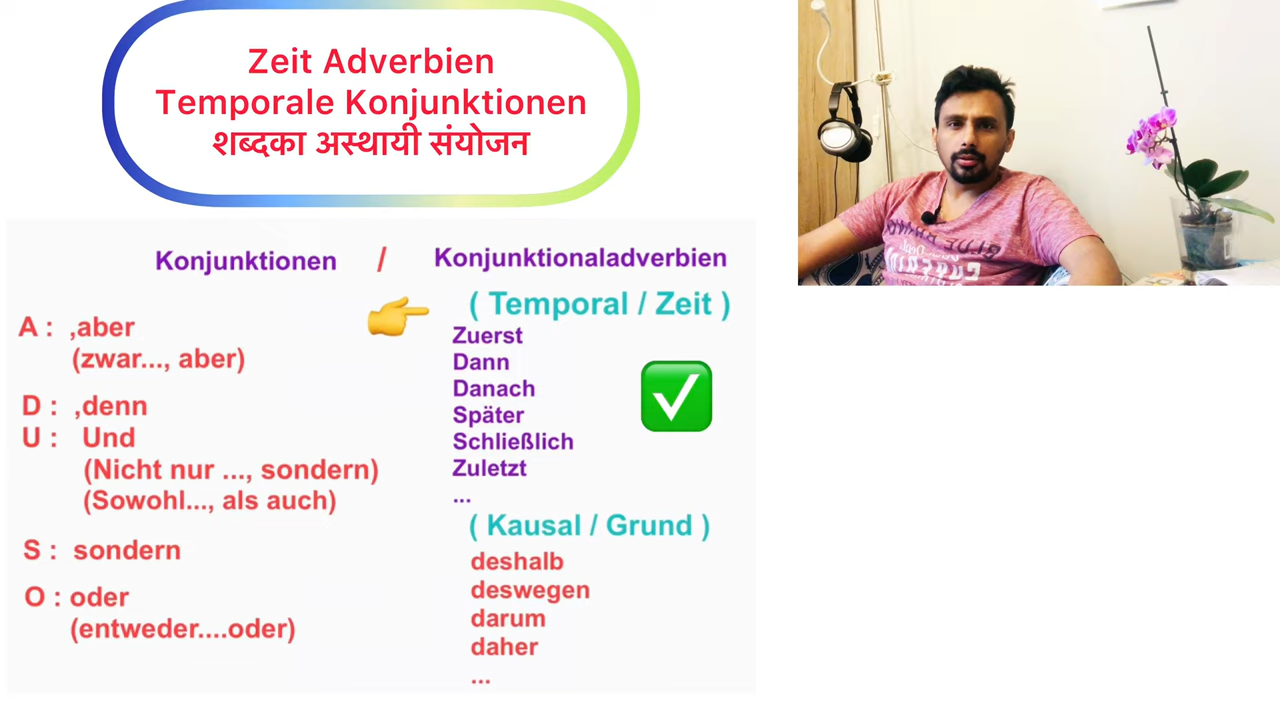 Zeit Adverbien
Temporale Konjunktionen
शब्दका अस्थायी संयोजन
Konjunktionen / Konjunktionaladverbien
A : ,aber
(zwar..., aber)
D : ,denn
U : Und
(Nicht nur ..., sondern)
(Sowohl..., als auch)
S : sondern
O : oder
(entweder....oder)
( Temporal / Zeit )
Zuerst
Dann
Danach
Später
Schließlich
Zuletzt
...
( Kausal / Grund )
deshalb
deswegen
darum
daher
...